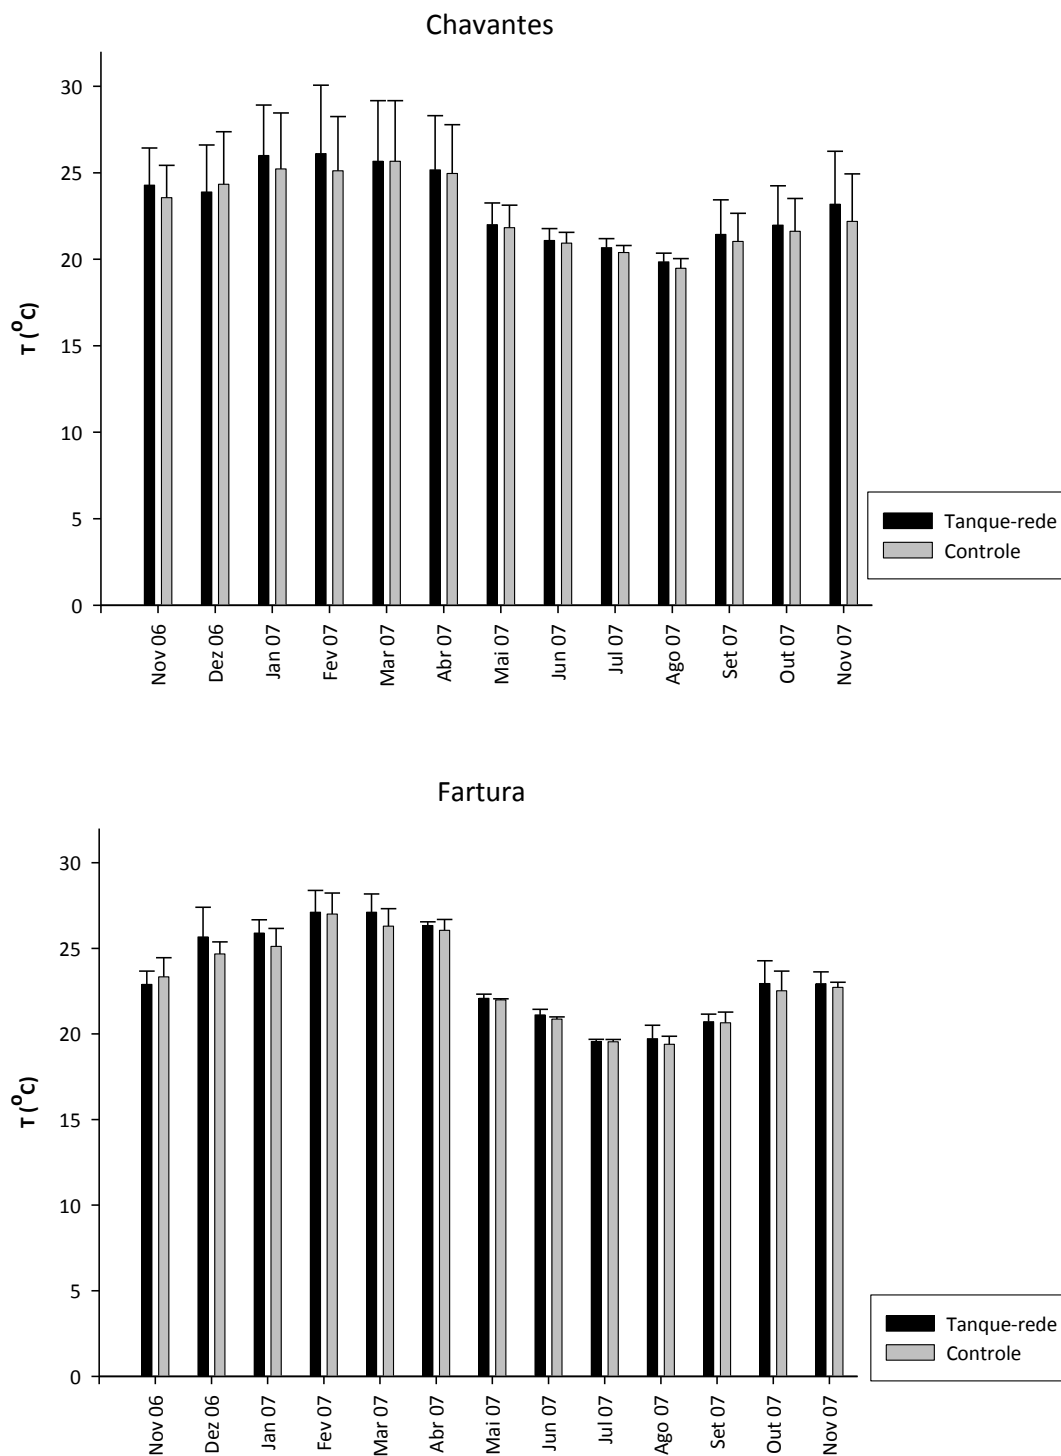 Chavantes
T (°C)
30
25
20
15
10
5
0
Nov 06
Dez 06
Jan 07
Fev 07
Mar 07
Abr 07
Mai 07
Jun 07
Jul 07
Ago 07
Set 07
Out 07
Nov 07
Tanque-rede
Controle
Fartura
T (°C)
30
25
20
15
10
5
0
Nov 06
Dez 06
Jan 07
Fev 07
Mar 07
Abr 07
Mai 07
Jun 07
Jul 07
Ago 07
Set 07
Out 07
Nov 07
Tanque-rede
Controle